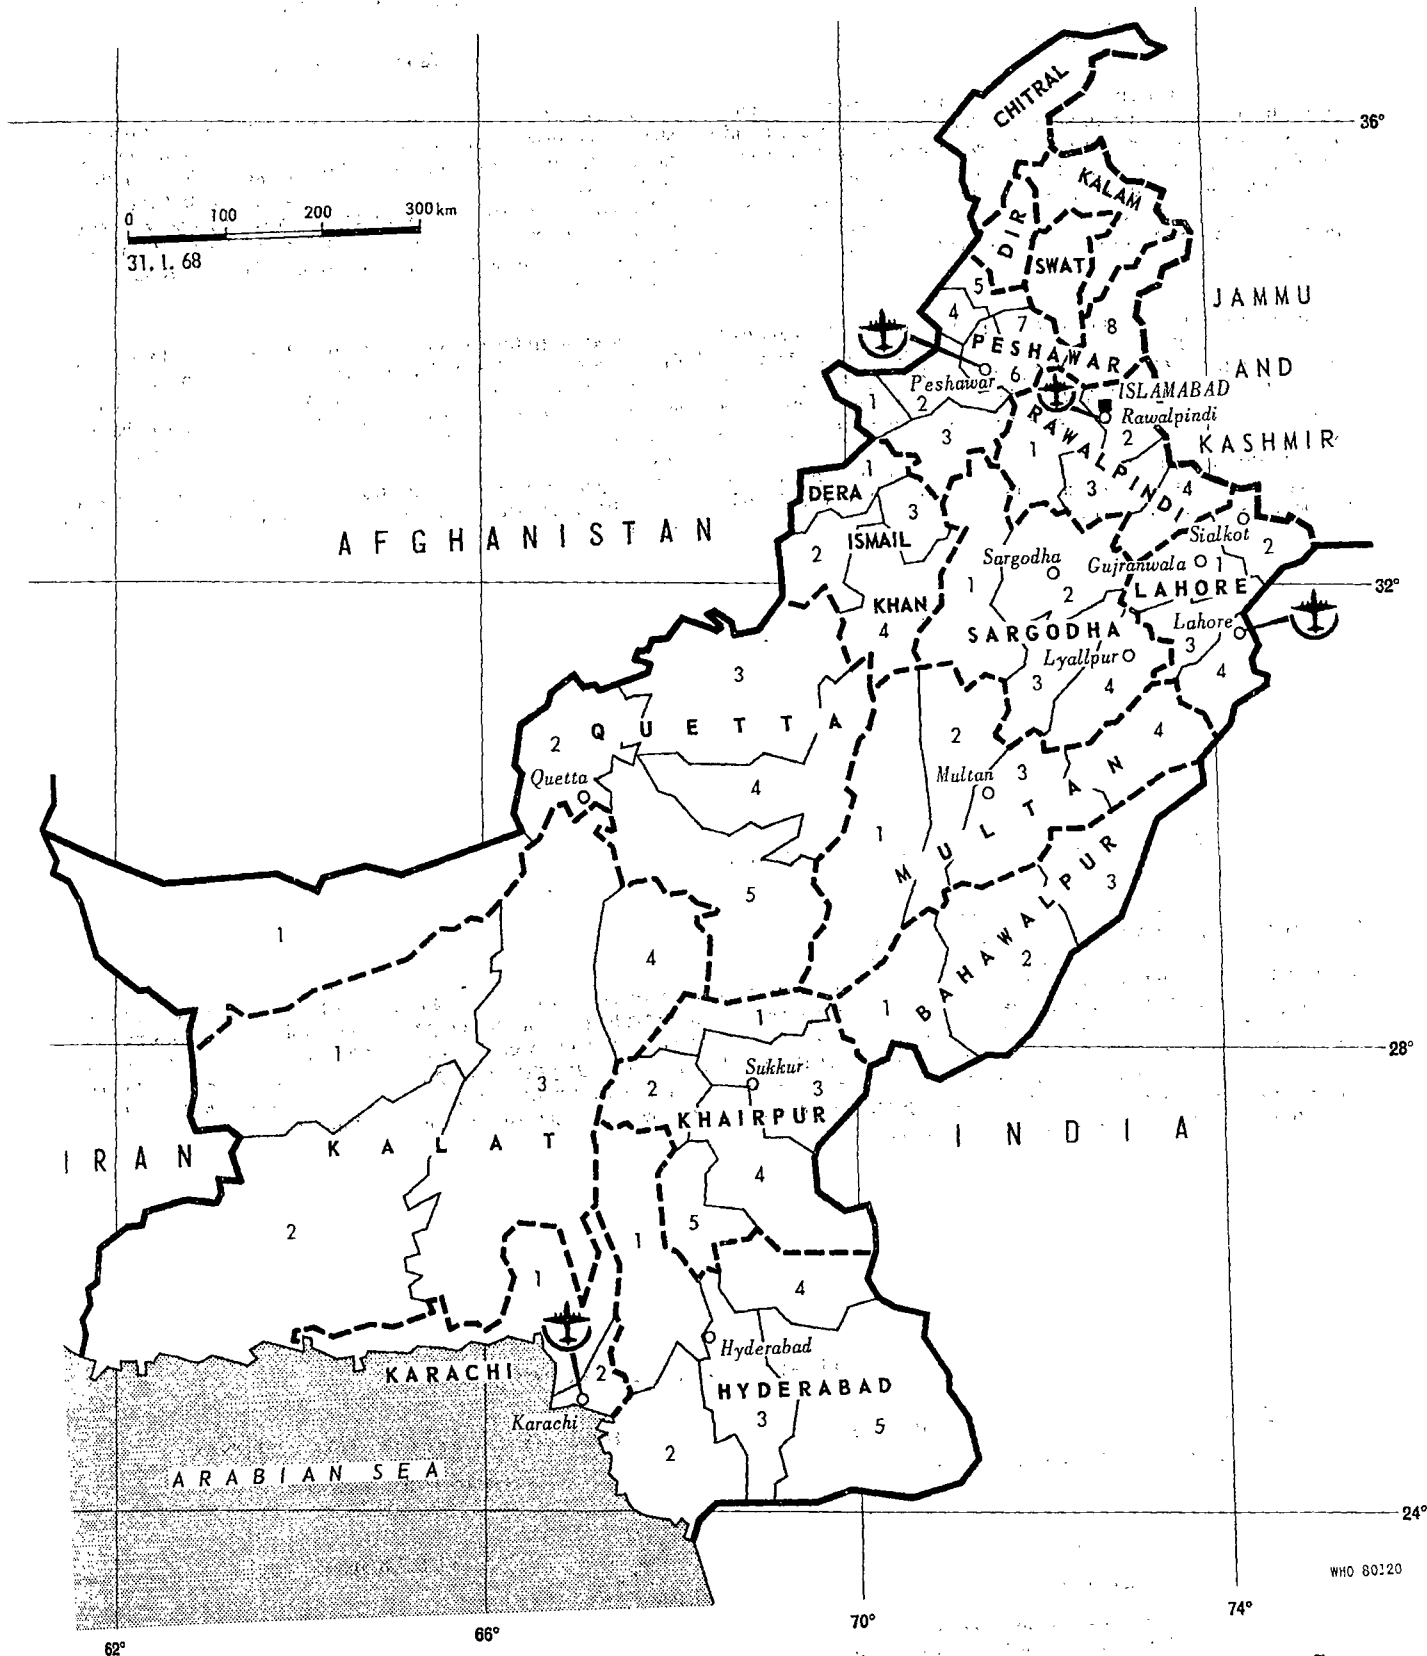 CHITRAL
36°
KALAM
0 100 200 300 km
31. 1. 68
DIR
SWAT
5
JAMMU
4
7
8
PESHAWAR
AND
Peshawar
6
ISLAMABAD
1
2
Rawalpindi
RAWALPINDI
3
1
2
KASHMIR
1
DERA
3
3
4
AFGHANISTAN
2
ISMAIL
Sialkot
Sargodha
Gujranwala
1
2
1
2
LAHORE
32°
KHAN
4
SARGODHA
Lahore
3
Lyallpur
3
4
4
3
2
QUETTA
2
4
Quetta
4
Multan
3
1
MULTAN
5
3
1
BAHAWALPUR
4
2
1
1
1
28°
Sukkur
3
2
3
KHAIRPUR
INDIA
IRAN
KALAT
4
2
5
1
1
4
Hyderabad
KARACHI
2
HYDERABAD
Karachi
3
5
2
ARABIAN SEA
24°
WHO 80120
62°
66°
70°
74°